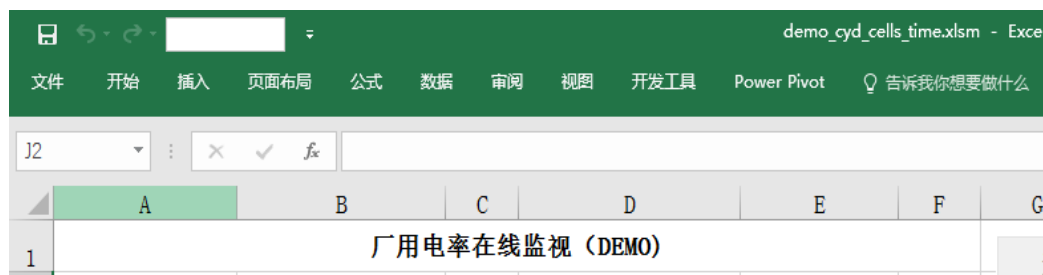 demo_cyd_cells_time.xlsm - Exce
文件 开始 插入 页面布局 公式 数据 审阅 视图 开发工具 Power Pivot 告诉我你想要做什么
J2 fx
A B C D E F G
1 厂用电率在线监视（DEMO)